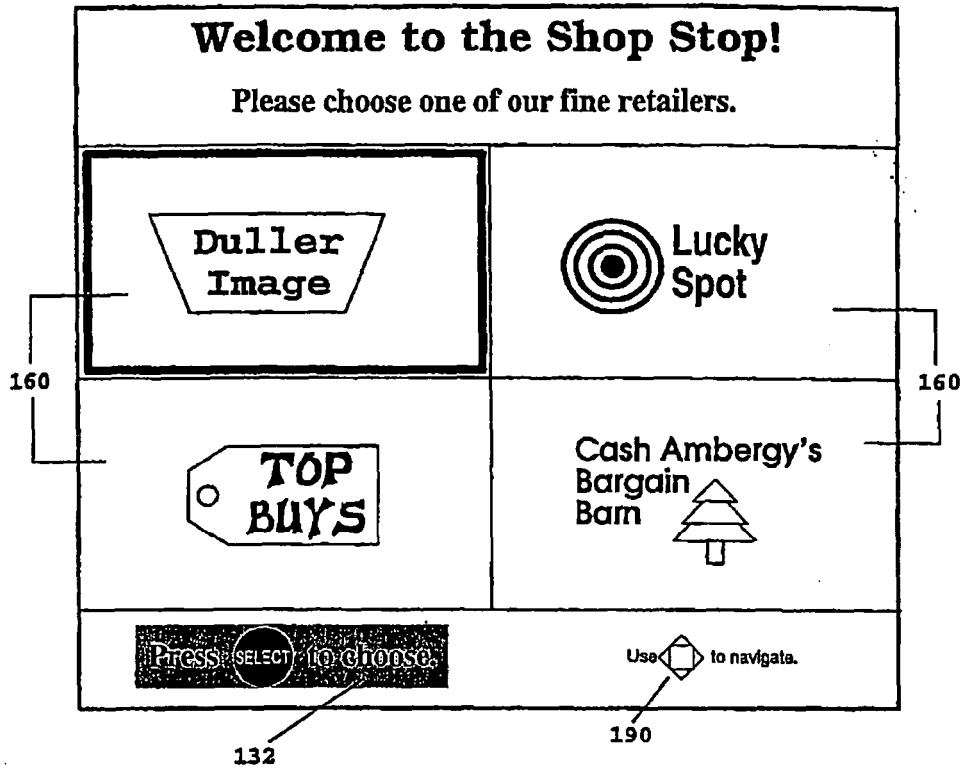 Welcome to the Shop Stop!
Please choose one of our fine retailers.
Duller
Image
Lucky
Spot
160
160
TOP
BUYS
Cash Ambergy's
Bargain
Barn
Press SELECT to choose.
Use to navigate.
132
190